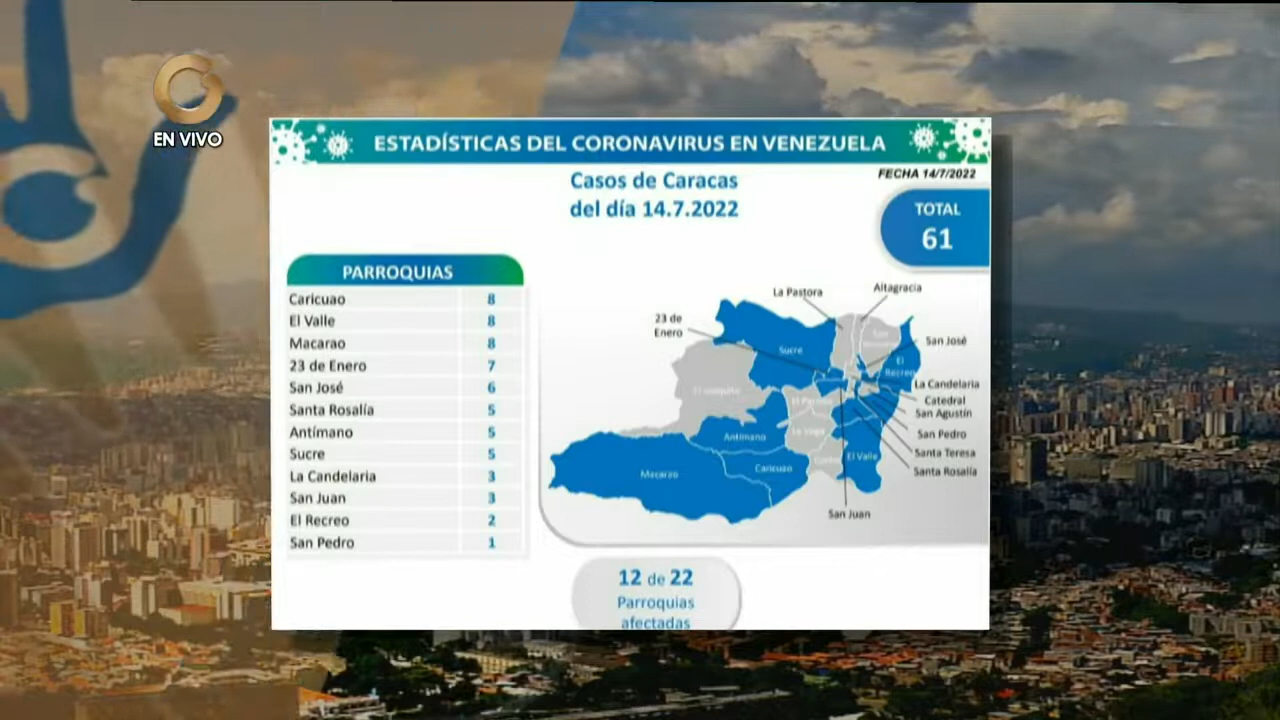 EN VIVO
ESTADÍSTICAS DEL CORONAVIRUS EN VENEZUELA
FECHA 14/7/2022
Casos de Caracas
del día 14.7.2022
TOTAL
61
PARROQUIAS
Caricuao 8
El Valle 8
Macarao 8
23 de Enero 7
San José 6
Santa Rosalía 5
Antímano 5
Sucre 5
La Candelaria 3
San Juan 3
El Recreo 2
San Pedro 1
La Pastora
Altagracia
23 de
Enero
Sucre
San José
El
Recreo
La Candelaria
Catedral
San Agustín
San Pedro
Santa Teresa
Santa Rosalía
La Vega
Antímano
El Valle
Caricuao
Macarao
San Juan
12 de 22
Parroquias
afectadas